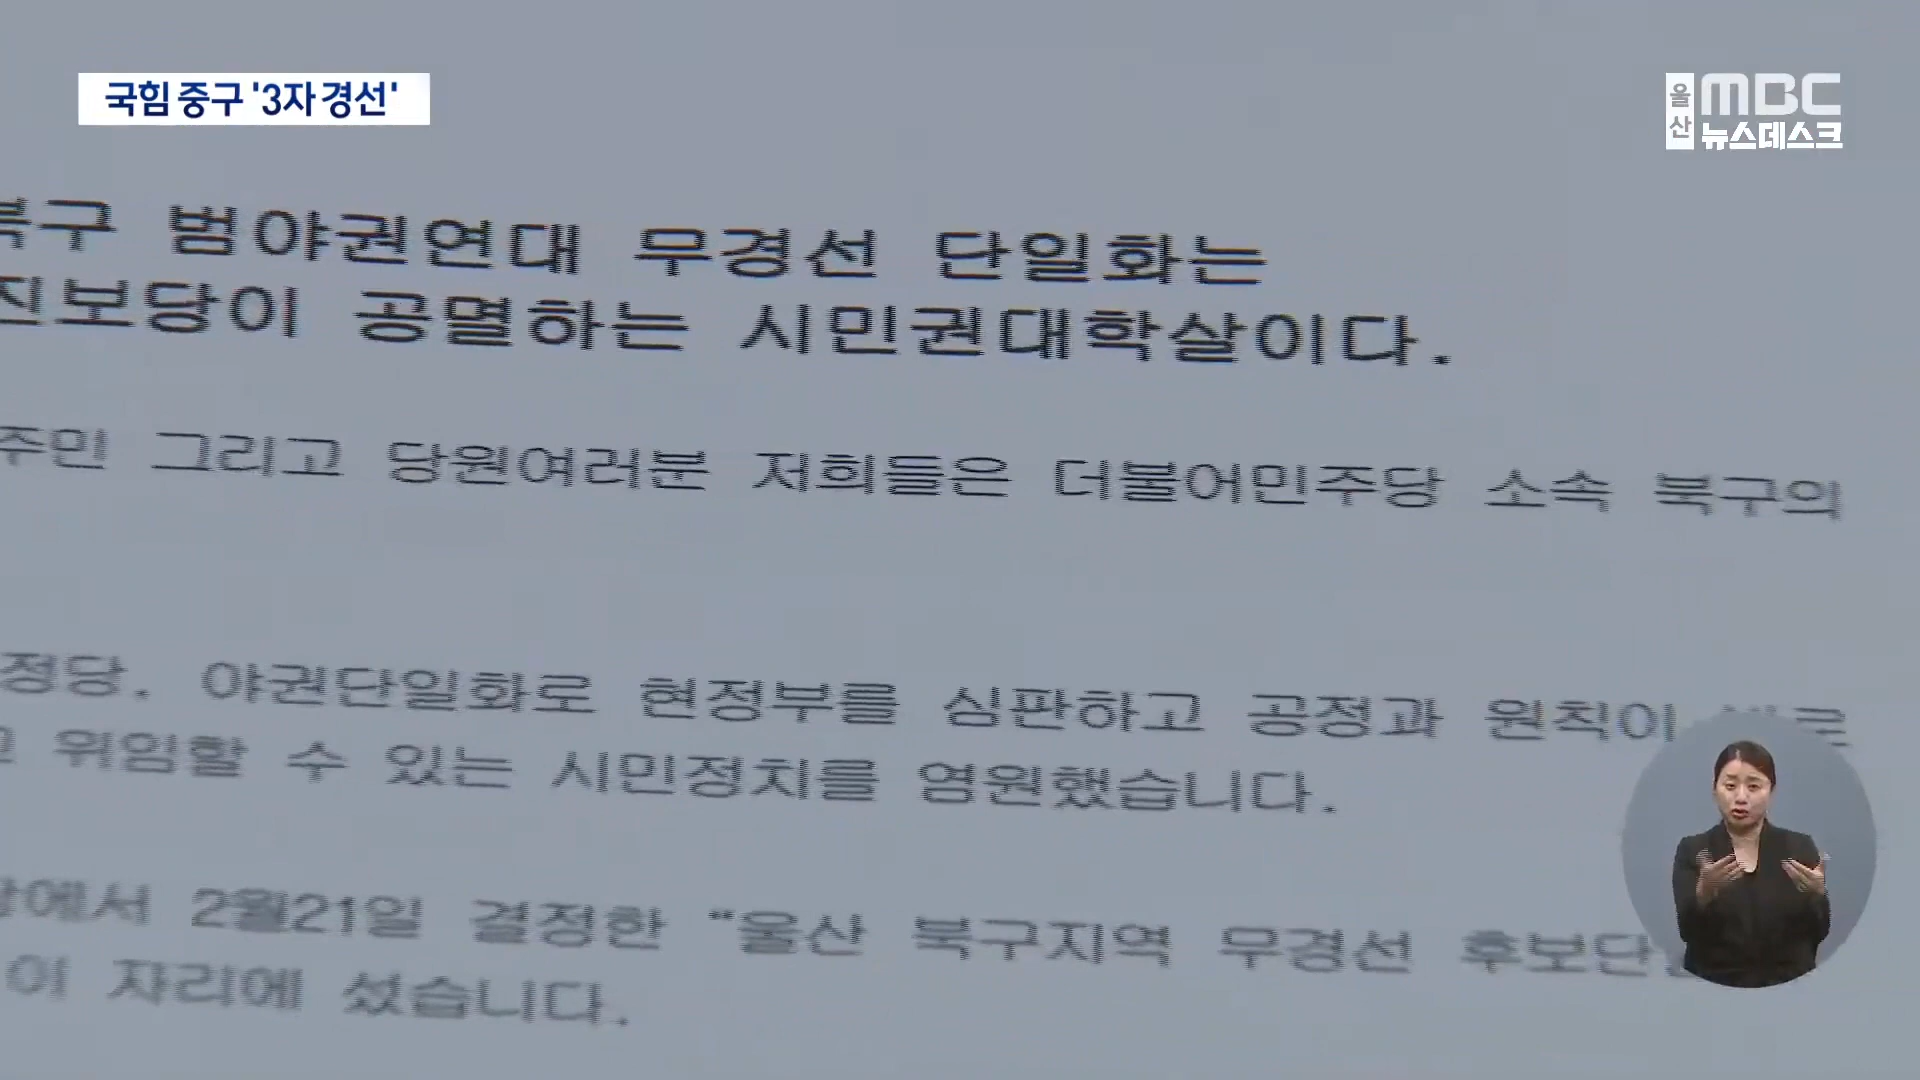 국힘 중구 '3자 경선'
울산
MBC
뉴스데스크
북구 범야권연대 무경선 단일화는
진보당이 공멸하는 시민권대학살이다.
주민 그리고 당원여러분 저희들은 더불어민주당 소속 북구의
정당. 야권단일화로 현정부를 심판하고 공정과 원칙이
위임할 수 있는 시민정치를 염원했습니다.
2월21일 결정한 "울산 북구지역 무경선
이 자리에 섰습니다.